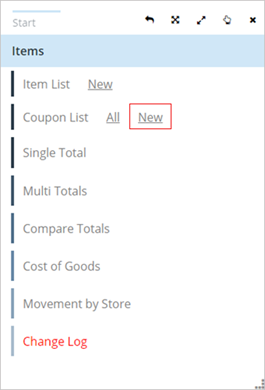 Start
Items
Item List New
Coupon List All New
Single Total
Multi Totals
Compare Totals
Cost of Goods
Movement by Store
Change Log